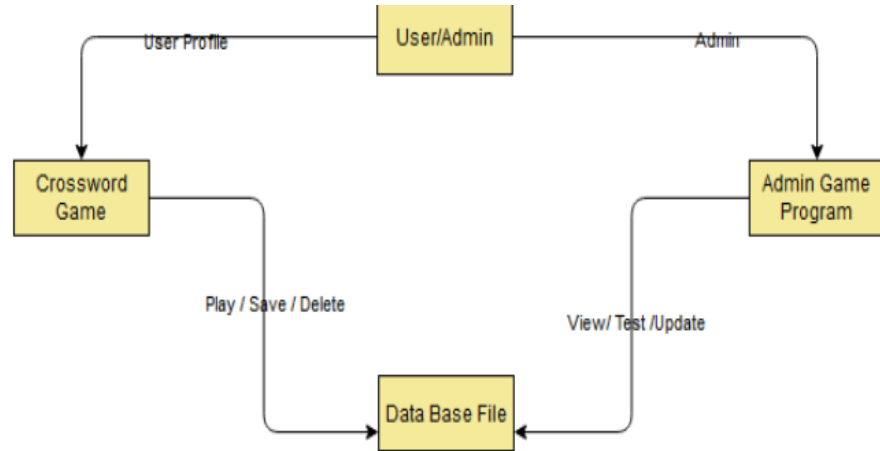 User/Admin
User Profile
Admin
Crossword
Game
Admin Game
Program
Play / Save / Delete
View/ Test /Update
Data Base File